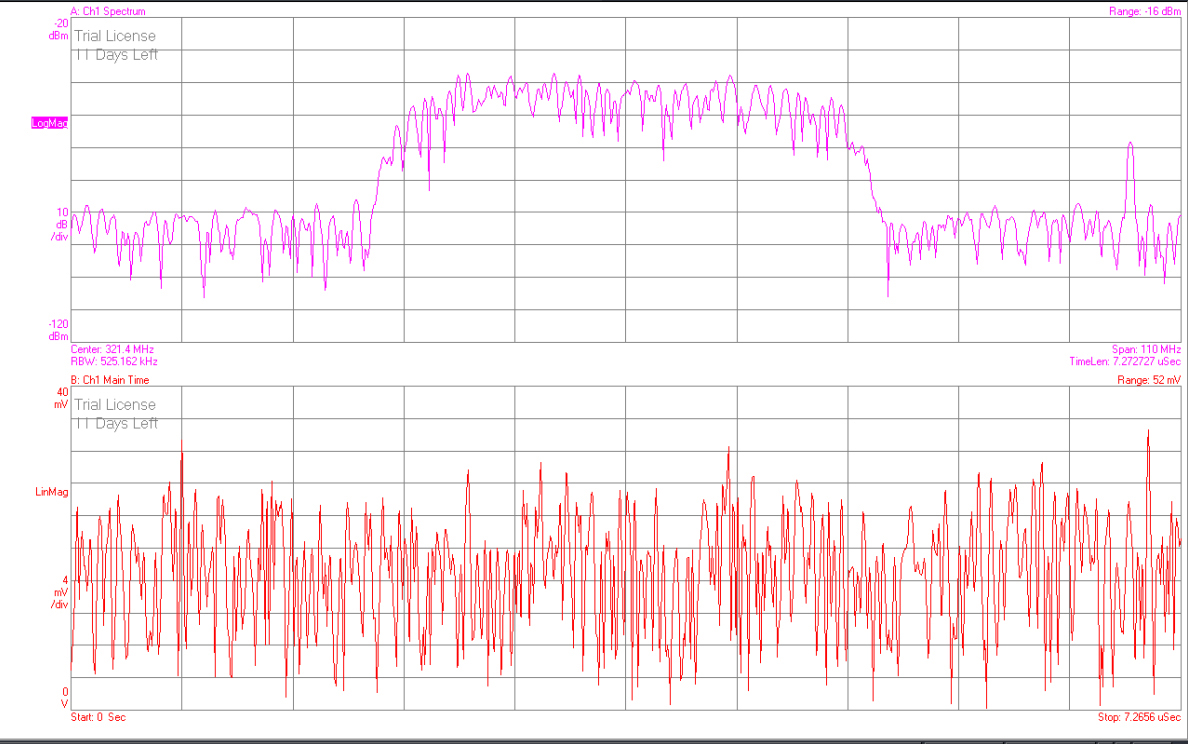 A: Ch1 Spectrum
Range: -16 dBm
-20
dBm
Trial License
11 Days Left
LogMag
10
dB
/div
-120
dBm
Center: 321.4 MHz
Span: 110 MHz
RBW: 525.162 kHz
TimeLen: 7.272727 uSec
B: Ch1 Main Time
Range: 52 mV
40
mV
Trial License
11 Days Left
LinMag
4
mV
/div
0
V
Start: 0 Sec
Stop: 7.2656 uSec